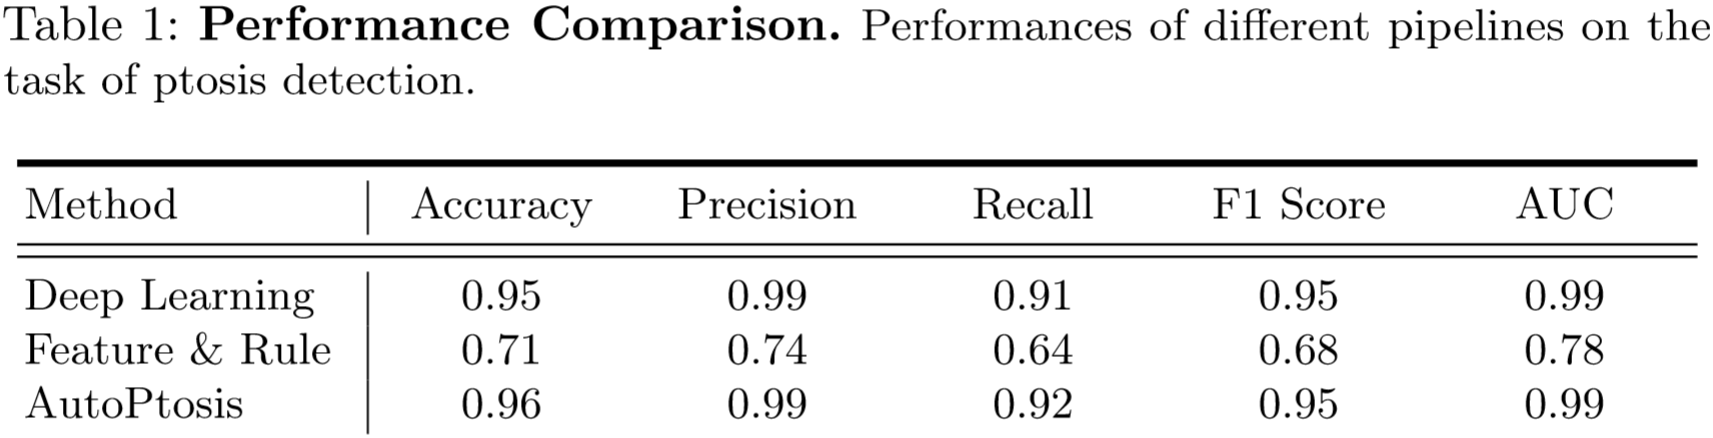 Table 1: Performance Comparison. Performances of different pipelines on the
task of ptosis detection.
Method Accuracy Precision Recall F1 Score AUC
Deep Learning 0.95 0.99 0.91 0.95 0.99
Feature & Rule 0.71 0.74 0.64 0.68 0.78
AutoPtosis 0.96 0.99 0.92 0.95 0.99